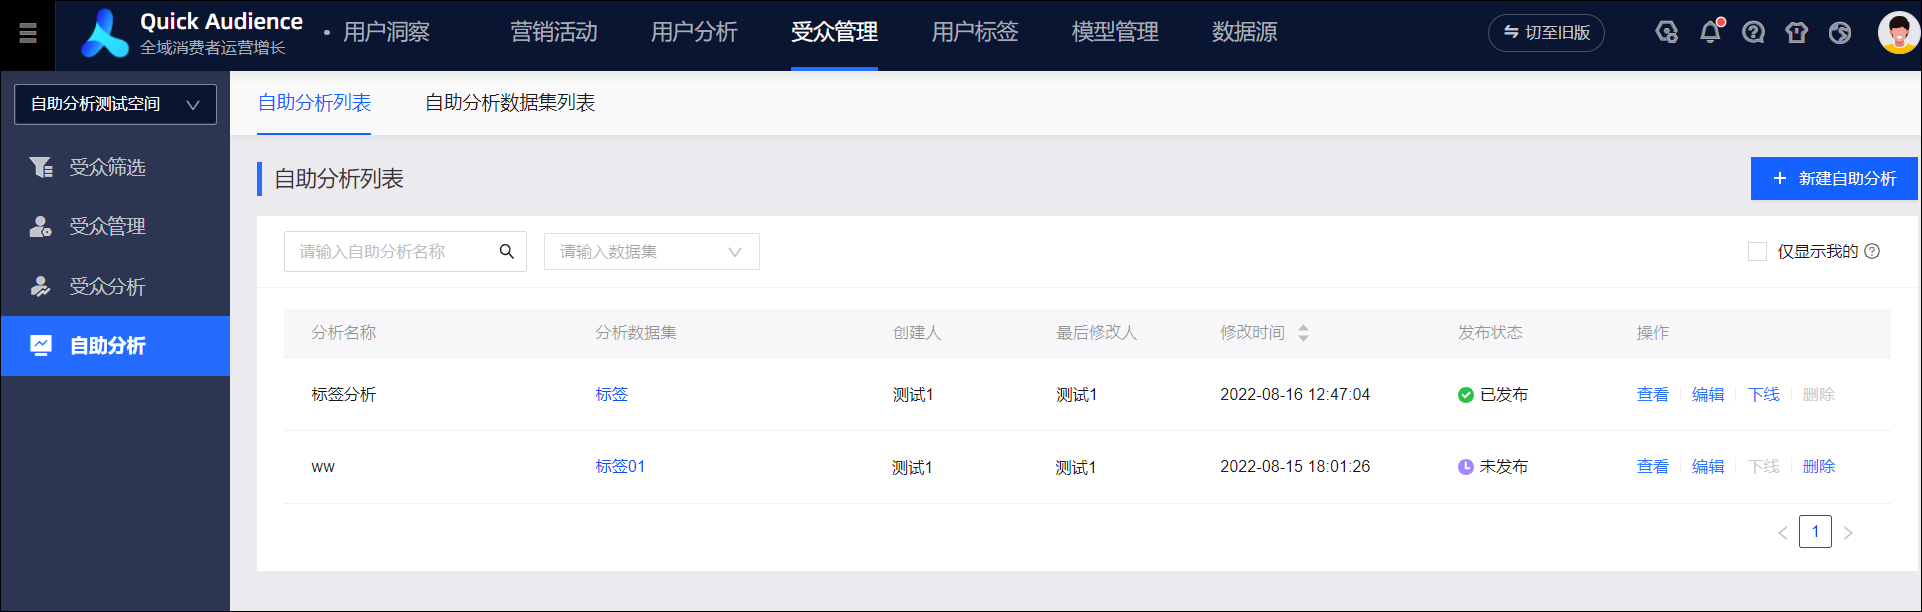 Quick Audience
全域消费者运营增长
用户洞察 营销活动 用户分析 受众管理 用户标签 模型管理 数据源
切至旧版
自助分析测试空间
受众筛选
受众管理
受众分析
自助分析
自助分析列表 自助分析数据集列表
自助分析列表
+ 新建自助分析
请输入自助分析名称 请输入数据集 仅显示我的
分析名称 分析数据集 创建人 最后修改人 修改时间 发布状态 操作
标签分析 标签 测试1 测试1 2022-08-16 12:47:04 已发布 查看 编辑 下线 删除
ww 标签01 测试1 测试1 2022-08-15 18:01:26 未发布 查看 编辑 下线 删除
< 1 >